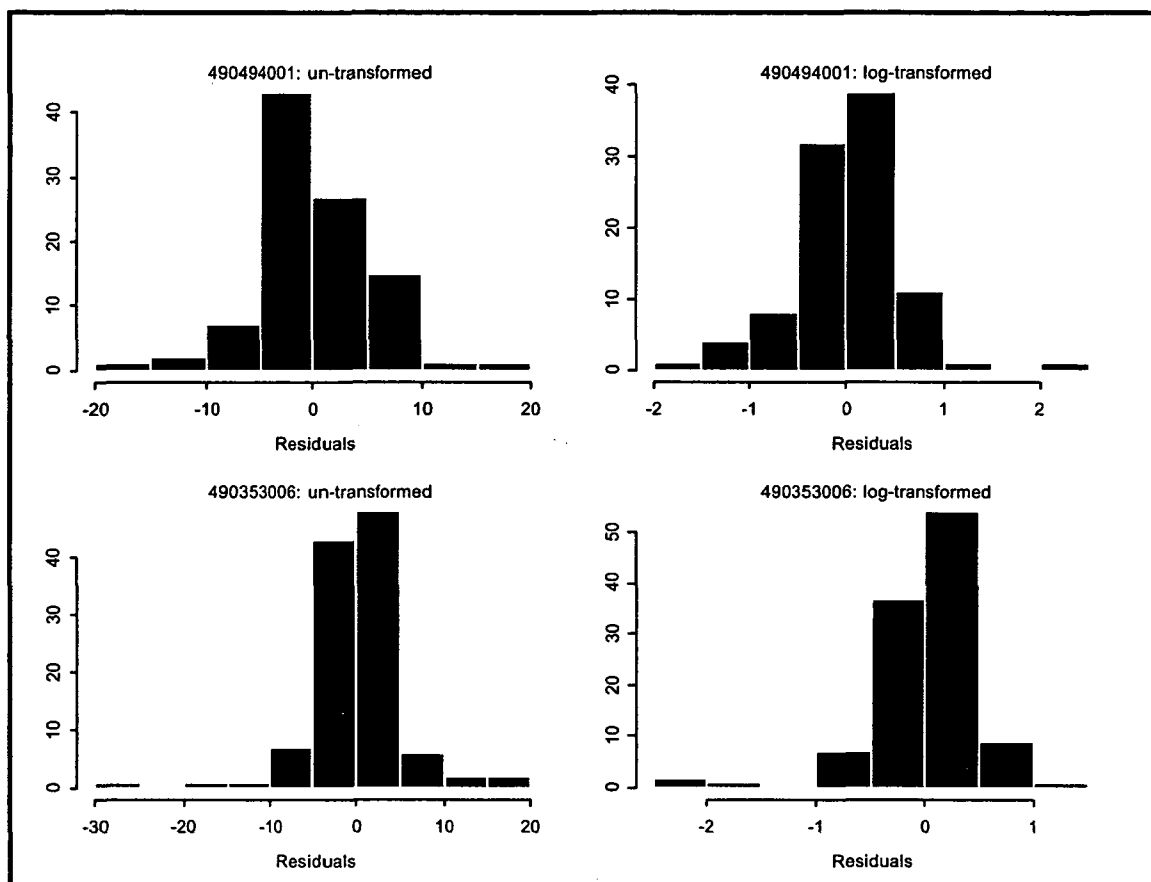 490494001: un-transformed
40
30
20
10
0
-20 -10 0 10 20
Residuals
490494001: log-transformed
40
30
20
10
0
-2 -1 0 1 2
Residuals
490353006: un-transformed
40
30
20
10
0
-30 -20 -10 0 10 20
Residuals
490353006: log-transformed
50
40
30
20
10
0
-2 -1 0 1
Residuals